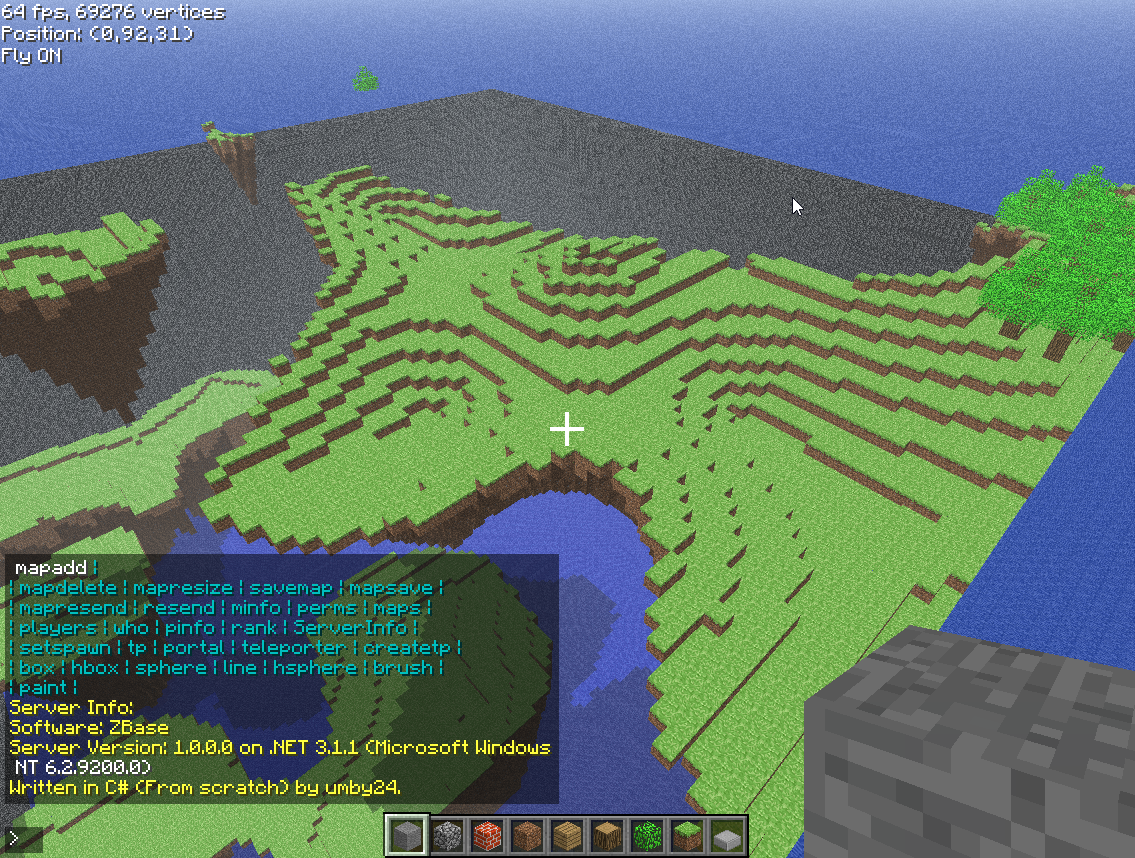 64 fps, 69276 vertices
Position: (0,92,31)
Fly ON
mapadd |
| mapdelete | mapresize | savemap | mapsave |
| mapresend | resend | minfo | perms | maps |
| players | who | pinfo | rank | ServerInfo |
| setspawn | tp | portal | teleporter | createtp |
| box | hbox | sphere | line | hsphere | brush |
| paint |
Server Info:
Software: ZBase
Server Version: 1.0.0.0 on .NET 3.1.1 (Microsoft Windows
NT 6.2.9200.0)
Written in C# (From scratch) by umby24.
>